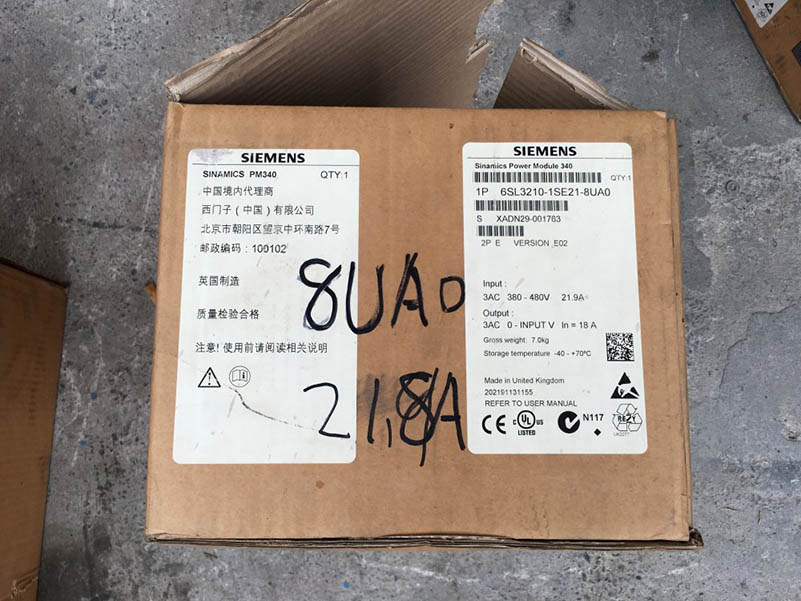 SIEMENS
SINAMICS PM340 QTY:1
中国境内代理商
西门子（中国）有限公司
北京市朝阳区望京中环南路7号
邮政编码：100102
英国制造
质量检验合格
注意! 使用前请阅读相关说明
SIEMENS
Sinamics Power Module 340
QTY:1
1P 6SL3210-1SE21-8UA0
S XADN29-001763
2P E VERSION E02
Input :
3AC 380 - 480V 21.9A
Output :
3AC 0 - INPUT V In = 18 A
Gross weight: 7.0kg
Storage temperature -40 - +70°C
Made in United Kingdom
202191131155
REFER TO USER MANUAL
CE C UL US LISTED N117
8UA0
21,8A